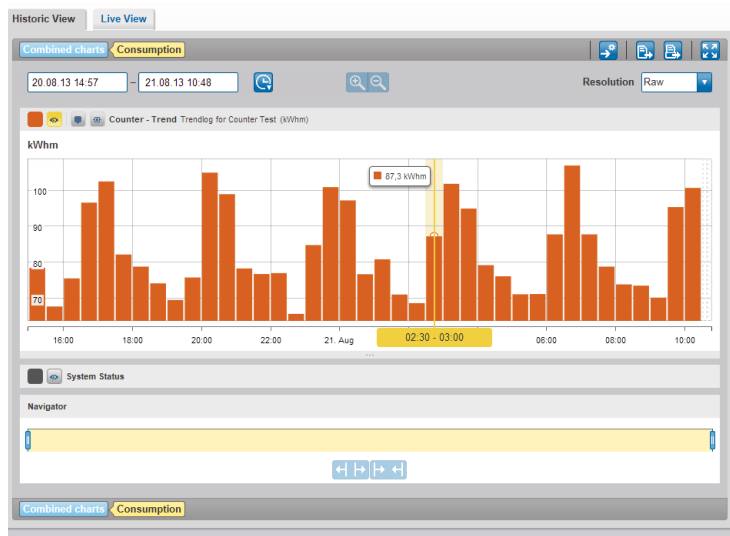 Historic View Live View
Combined charts Consumption
20.08.13 14:57 – 21.08.13 10:48 Resolution Raw
Counter - Trend Trendlog for Counter Test (kWhm)
kWhm
87,3 kWhm
100
90
80
70
16:00 18:00 20:00 22:00 21. Aug 02:30 - 03:00 06:00 08:00 10:00
System Status
Navigator
Combined charts Consumption